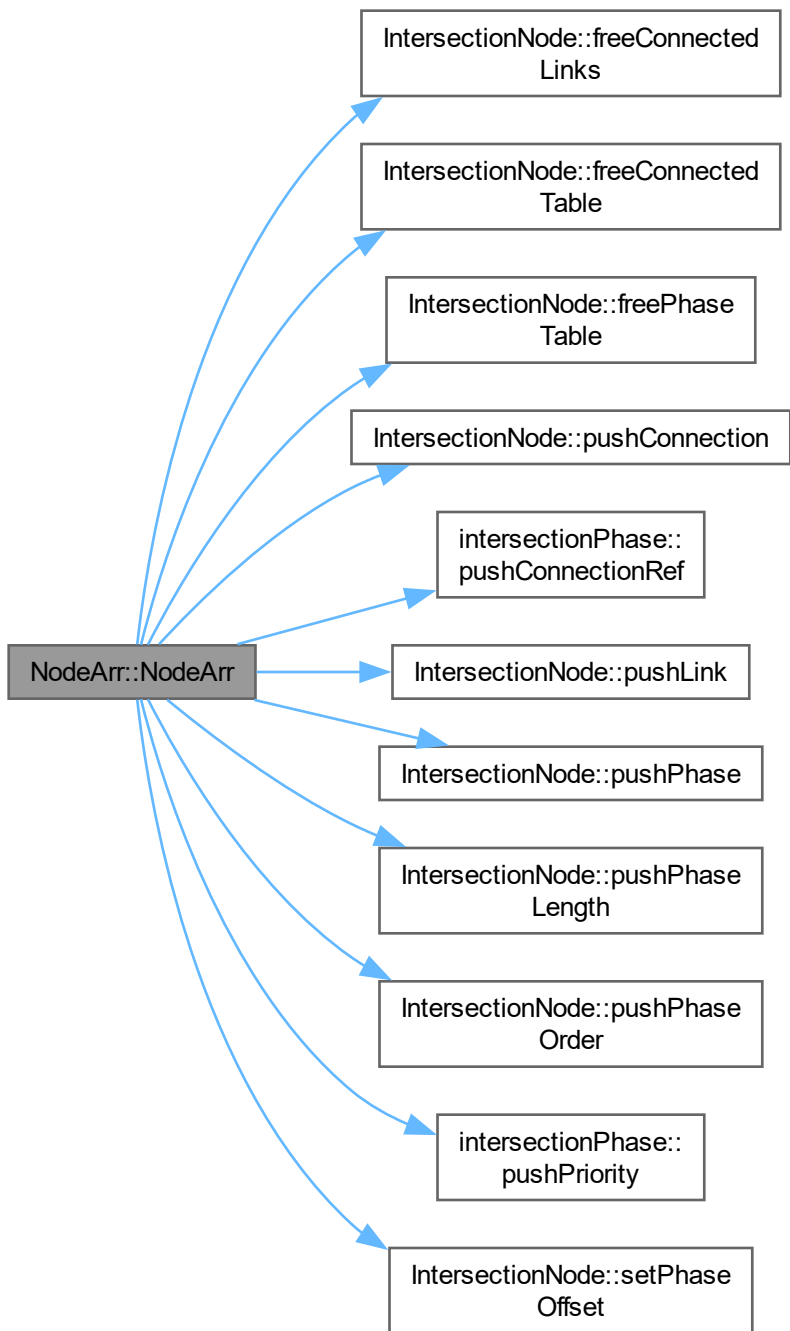 IntersectionNode::freeConnected
Links
IntersectionNode::freeConnected
Table
IntersectionNode::freePhase
Table
IntersectionNode::pushConnection
intersectionPhase::
pushConnectionRef
NodeArr::NodeArr
IntersectionNode::pushLink
IntersectionNode::pushPhase
IntersectionNode::pushPhase
Length
IntersectionNode::pushPhase
Order
intersectionPhase::
pushPriority
IntersectionNode::setPhase
Offset